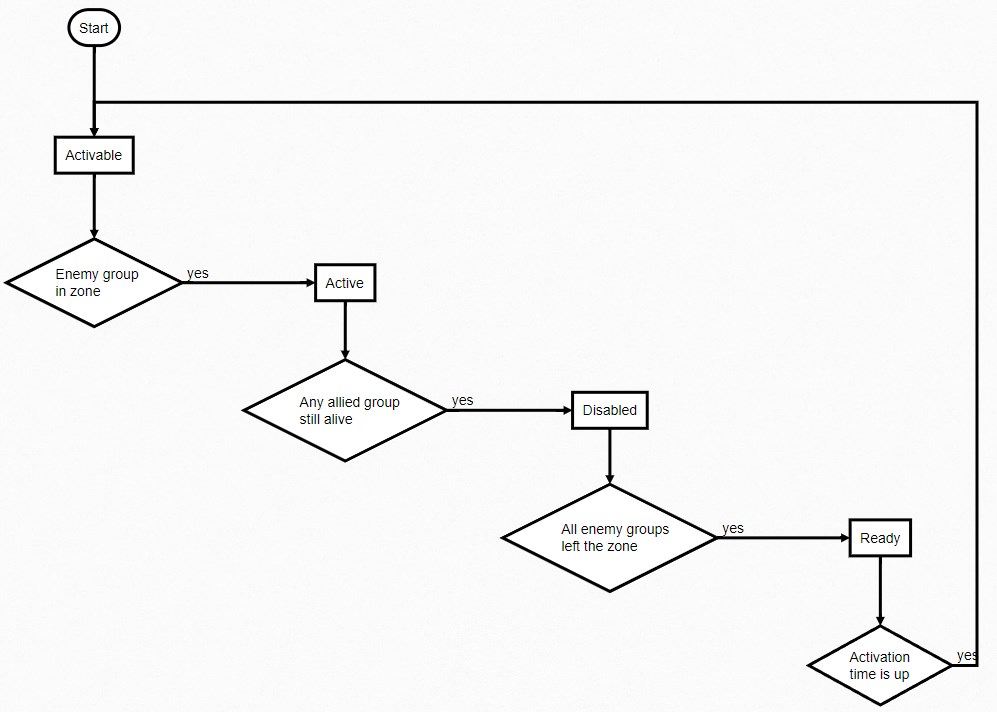 Start
Activable
Enemy group
in zone
yes
Active
Any allied group
still alive
yes
Disabled
All enemy groups
left the zone
yes
Ready
Activation
time is up
yes